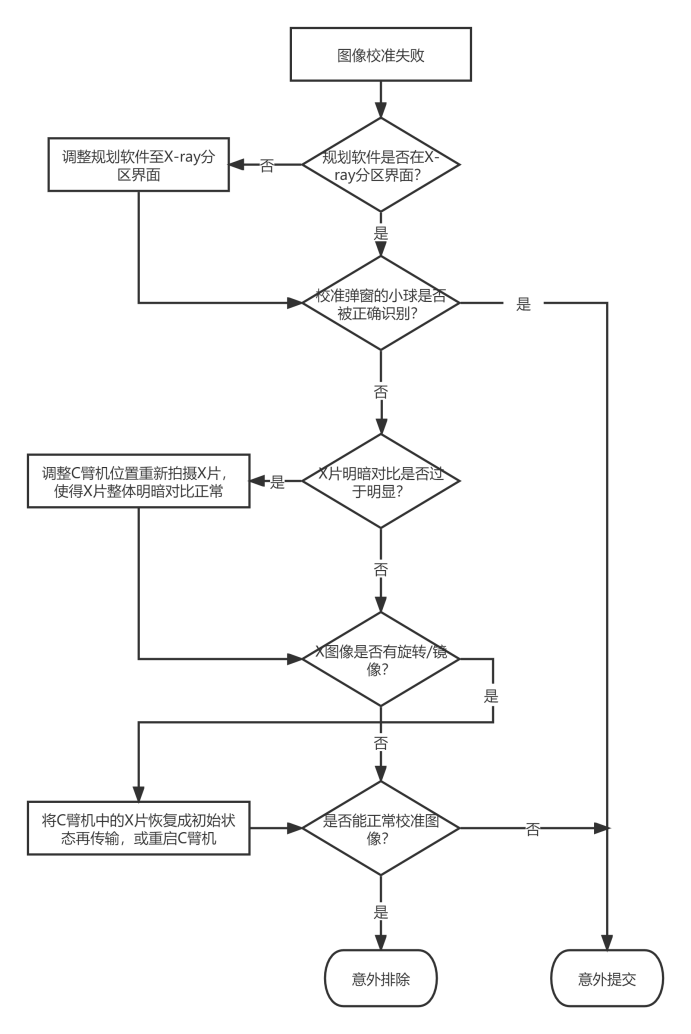 图像校准失败
规划软件是否在X-
ray分区界面?
否
调整规划软件至X-ray分
区界面
是
校准弹窗的小球是否
被正确识别?
是
否
X片明暗对比是否过
于明显?
是
调整C臂机位置重新拍摄X片，
使得X片整体明暗对比正常
否
X图像是否有旋转/镜
像?
是
否
将C臂机中的X片恢复成初始状
态再传输，或重启C臂机
是否能正常校准图
像?
否
是
意外排除
意外提交